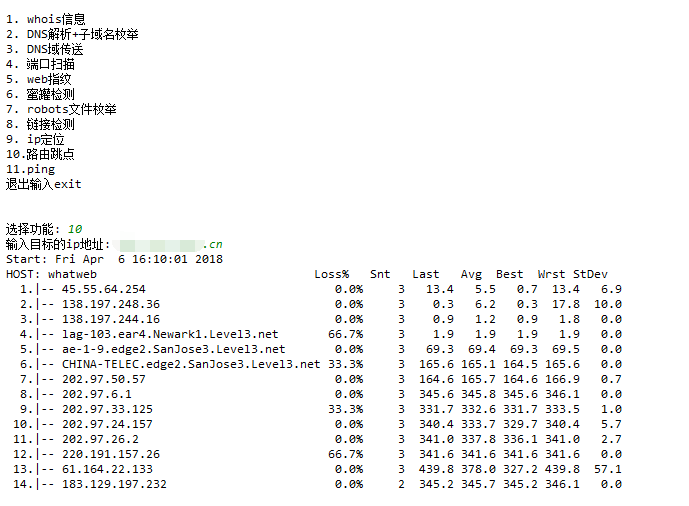 1. whois信息
2. DNS解析+子域名枚举
3. DNS域传送
4. 端口扫描
5. web指纹
6. 蜜罐检测
7. robots文件枚举
8. 链接检测
9. ip定位
10.路由跳点
11.ping
退出输入exit
选择功能: 10
输入目标的ip地址: .cn
Start: Fri Apr  6 16:10:01 2018
HOST: whatweb Loss% Snt Last Avg Best Wrst StDev
1.|-- 45.55.64.254 0.0% 3 13.4 5.5 0.7 13.4 6.9
2.|-- 138.197.248.36 0.0% 3 0.3 6.2 0.3 17.8 10.0
3.|-- 138.197.244.16 0.0% 3 0.9 1.2 0.9 1.8 0.0
4.|-- lag-103.ear4.Newark1.Level3.net 66.7% 3 1.9 1.9 1.9 1.9 0.0
5.|-- ae-1-9.edge2.SanJose3.Level3.net 0.0% 3 69.3 69.4 69.3 69.5 0.0
6.|-- CHINA-TELEC.edge2.SanJose3.Level3.net 33.3% 3 165.6 165.1 164.5 165.6 0.0
7.|-- 202.97.50.57 0.0% 3 164.6 165.7 164.6 166.9 0.7
8.|-- 202.97.6.1 0.0% 3 345.6 345.8 345.6 346.1 0.0
9.|-- 202.97.33.125 33.3% 3 331.7 332.6 331.7 333.5 1.0
10.|-- 202.97.24.157 0.0% 3 340.4 333.7 329.7 340.4 5.7
11.|-- 202.97.26.2 0.0% 3 341.0 337.8 336.1 341.0 2.7
12.|-- 220.191.157.26 66.7% 3 341.6 341.6 341.6 341.6 0.0
13.|-- 61.164.22.133 0.0% 3 439.8 378.0 327.2 439.8 57.1
14.|-- 183.129.197.232 0.0% 2 345.2 345.7 345.2 346.1 0.0